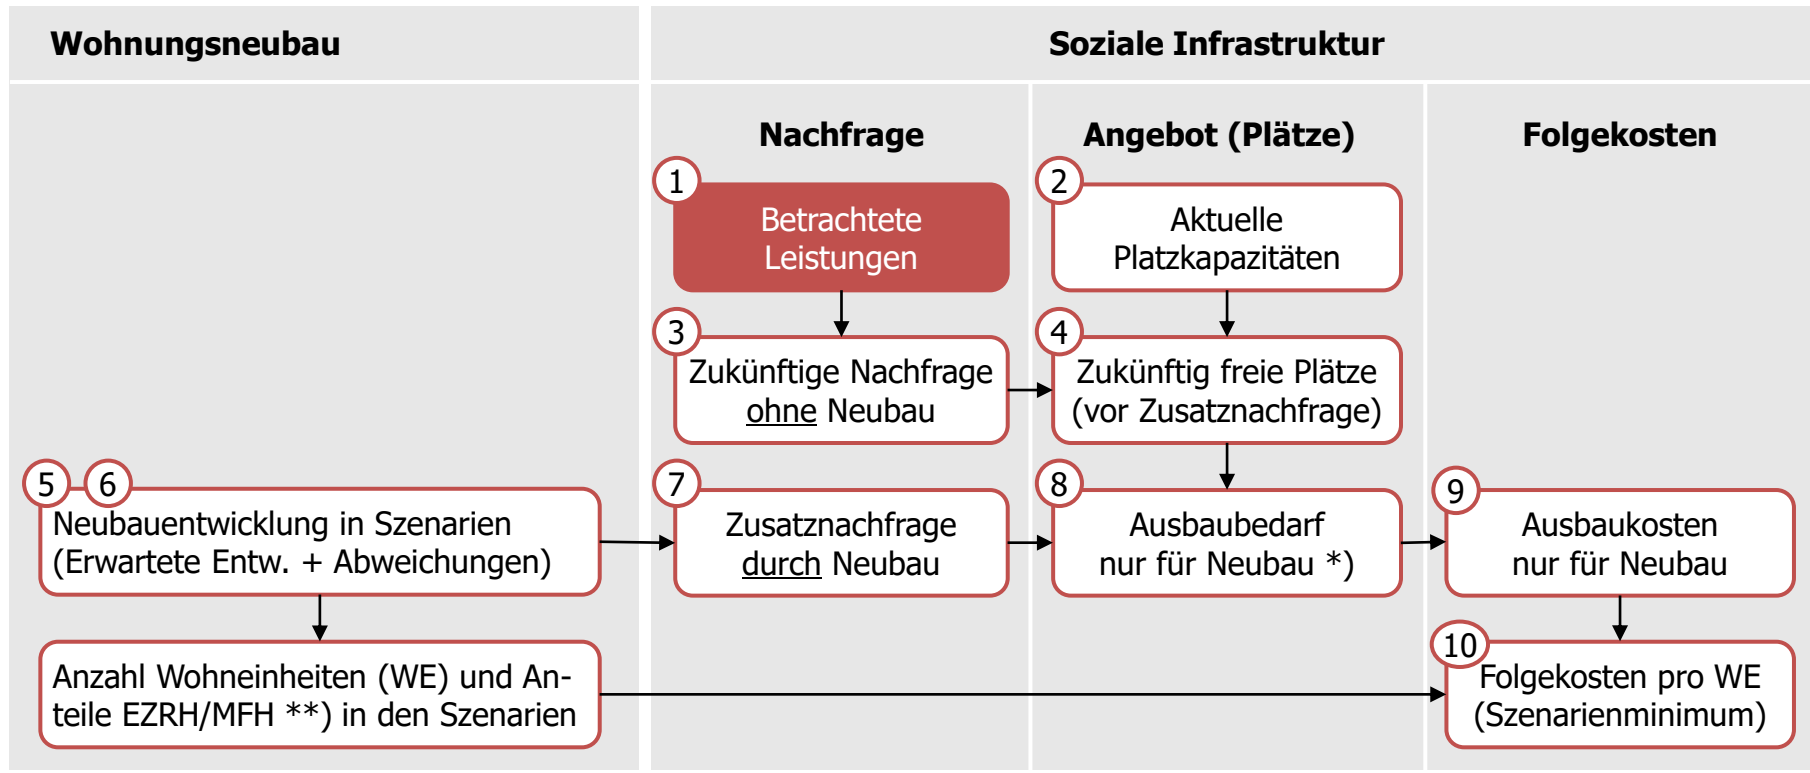 Wohnungsneubau
Soziale Infrastruktur
Nachfrage
Angebot (Plätze)
Folgekosten
1
Betrachtete
Leistungen
2
Aktuelle
Platzkapazitäten
3
Zukünftige Nachfrage
ohne Neubau
4
Zukünftig freie Plätze
(vor Zusatznachfrage)
5
6
Neubauentwicklung in Szenarien
(Erwartete Entw. + Abweichungen)
7
Zusatznachfrage
durch Neubau
8
Ausbaubedarf
nur für Neubau *)
9
Ausbaukosten
nur für Neubau
Anzahl Wohneinheiten (WE) und An-
teile EZRH/MFH **) in den Szenarien
10
Folgekosten pro WE
(Szenarienminimum)